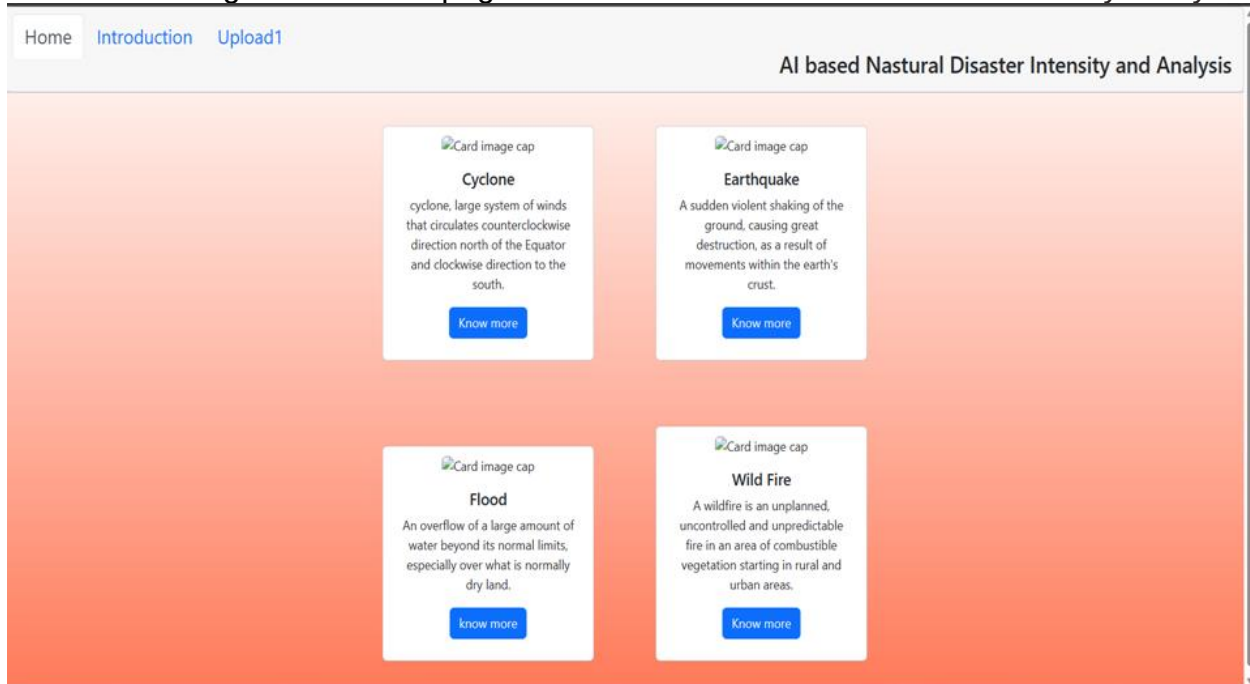 Home Introduction Upload1
AI based Nastural Disaster Intensity and Analysis
Card image cap
Cyclone
cyclone, large system of winds
that circulates counterclockwise
direction north of the Equator
and clockwise direction to the
south.
Know more
Card image cap
Earthquake
A sudden violent shaking of the
ground, causing great
destruction, as a result of
movements within the earth's
crust.
Know more
Card image cap
Flood
An overflow of a large amount of
water beyond its normal limits,
especially over what is normally
dry land.
know more
Card image cap
Wild Fire
A wildfire is an unplanned,
uncontrolled and unpredictable
fire in an area of combustible
vegetation starting in rural and
urban areas.
Know more